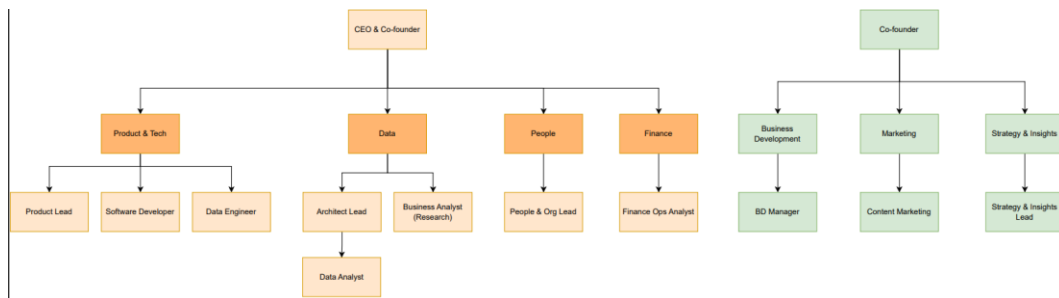 CEO & Co-founder
Co-founder
Product & Tech
Data
People
Finance
Business
Development
Marketing
Strategy & Insights
Product Lead
Software Developer
Data Engineer
Architect Lead
Business Analyst
(Research)
People & Org Lead
Finance Ops Analyst
BD Manager
Content Marketing
Strategy & Insights
Lead
Data Analyst